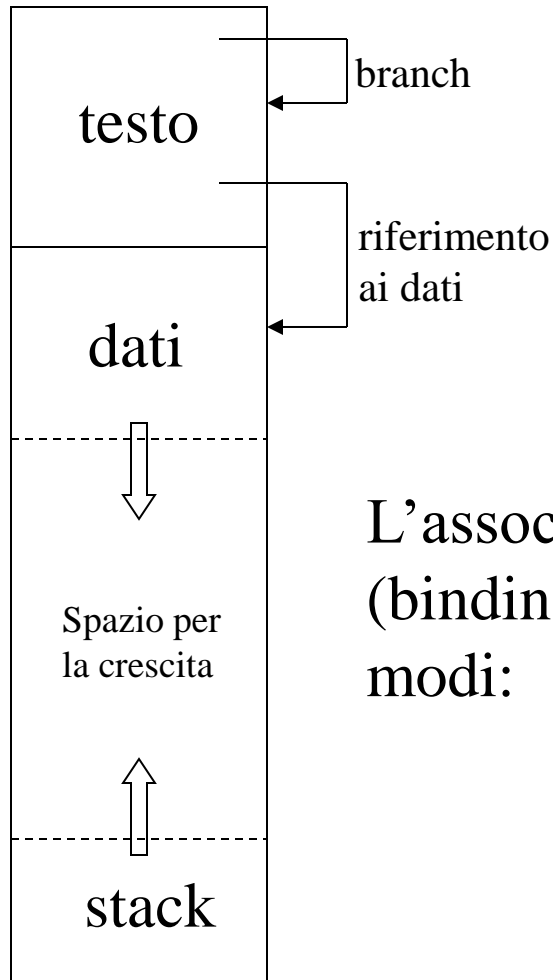 branch
testo
riferimento
ai dati
dati
L’assoc
(bindin
modi:
Spazio per
la crescita
stack